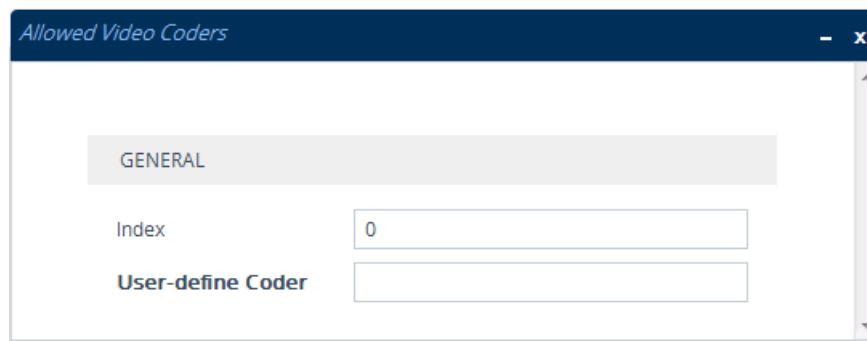 Allowed Video Coders – x
GENERAL
Index 0
User-define Coder